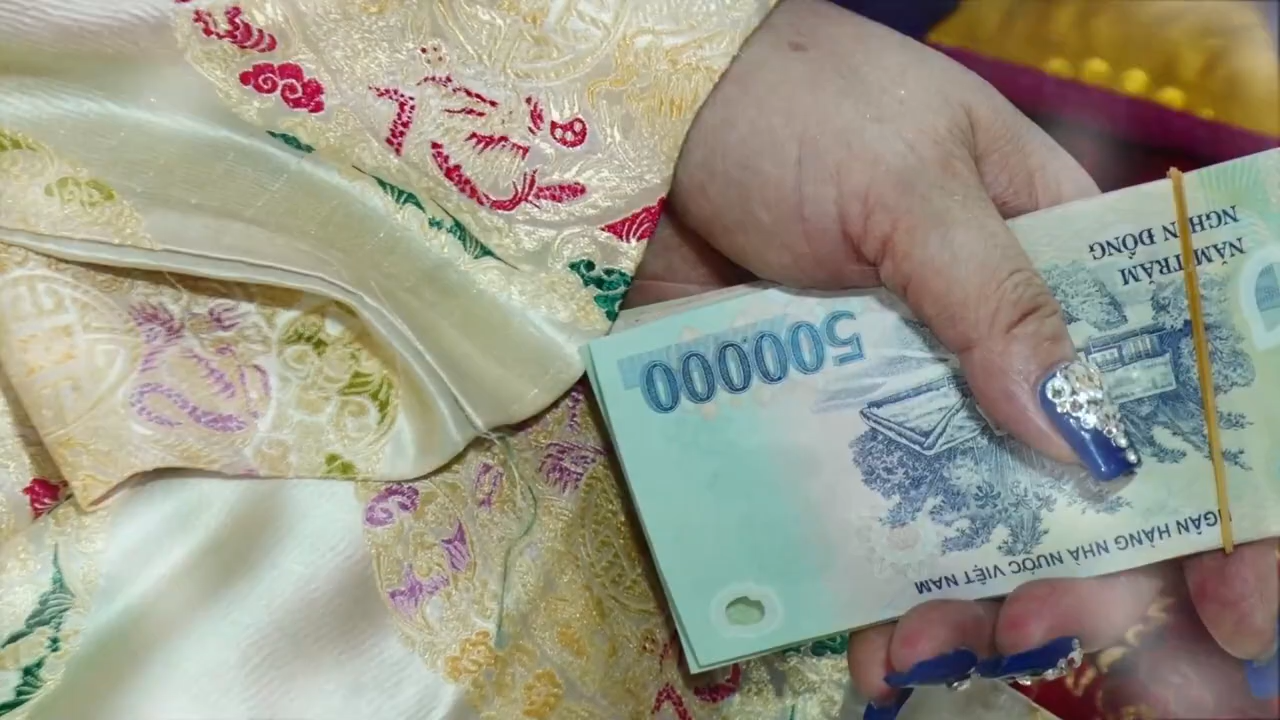 NGÂN HÀNG NHÀ NƯỚC VIỆT NAM
NĂM TRĂM
NGHÌN ĐỒNG
500000